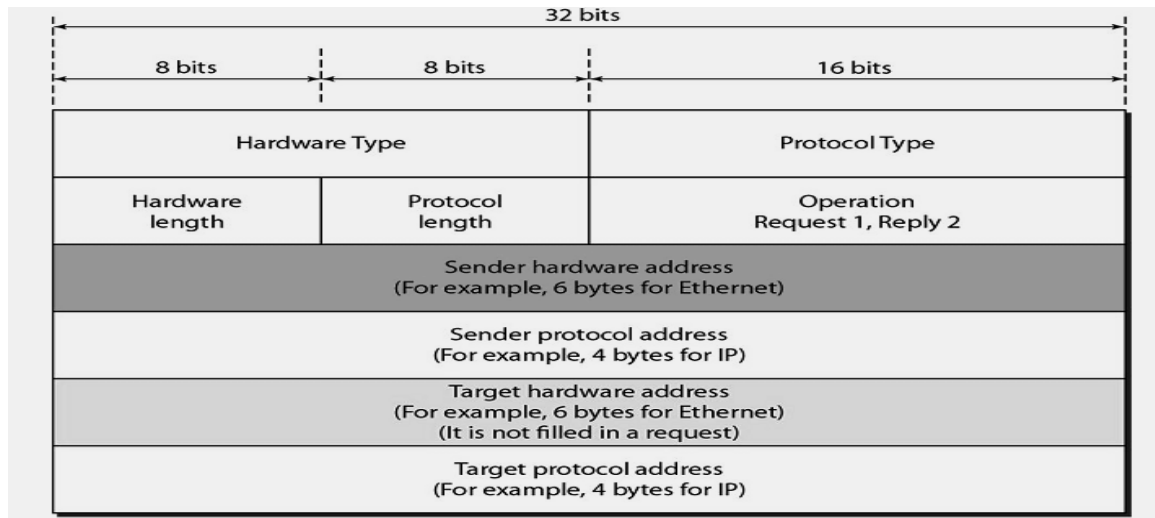 32 bits
8 bits 8 bits 16 bits
Hardware Type Protocol Type
Hardware Protocol Operation
length length Request 1, Reply 2
Sender hardware address
(For example, 6 bytes for Ethernet)
Sender protocol address
(For example, 4 bytes for IP)
Target hardware address
(For example, 6 bytes for Ethernet)
(It is not filled in a request)
Target protocol address
(For example, 4 bytes for IP)